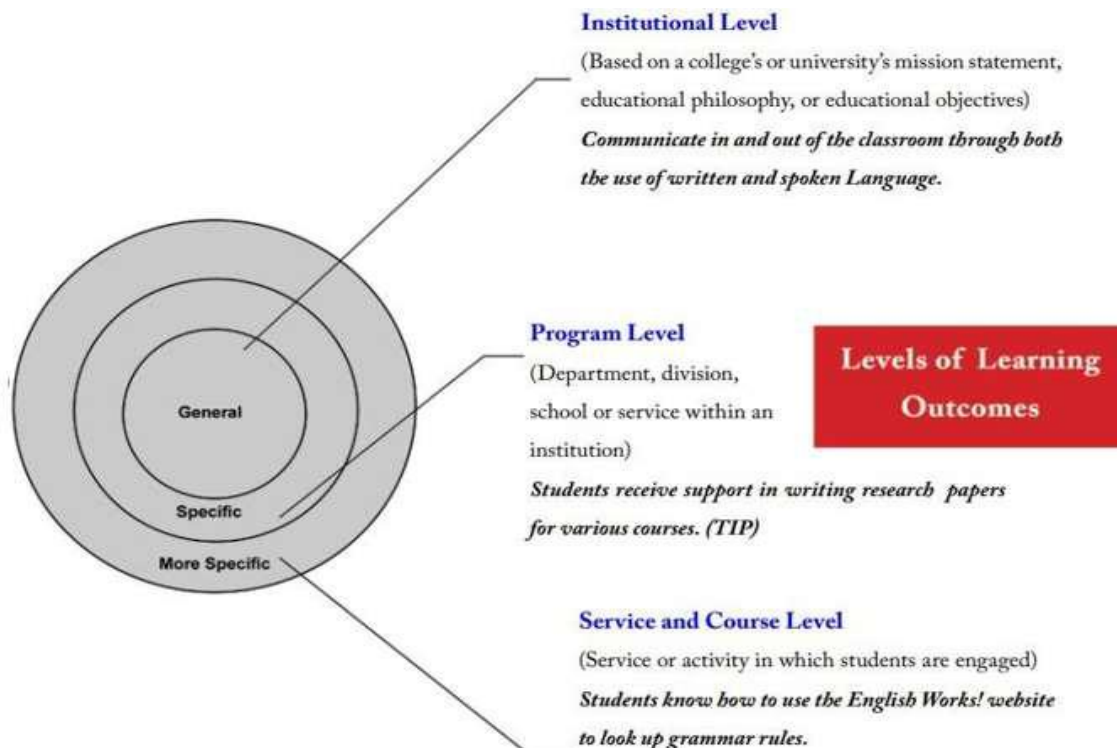 Institutional Level
(Based on a college's or university's mission statement,
educational philosophy, or educational objectives)
Communicate in and out of the classroom through both
the use of written and spoken Language.
General
Specific
More Specific
Program Level
(Department, division,
school or service within an
institution)
Students receive support in writing research papers
for various courses. (TIP)
Levels of Learning
Outcomes
Service and Course Level
(Service or activity in which students are engaged)
Students know how to use the English Works! website
to look up grammar rules.